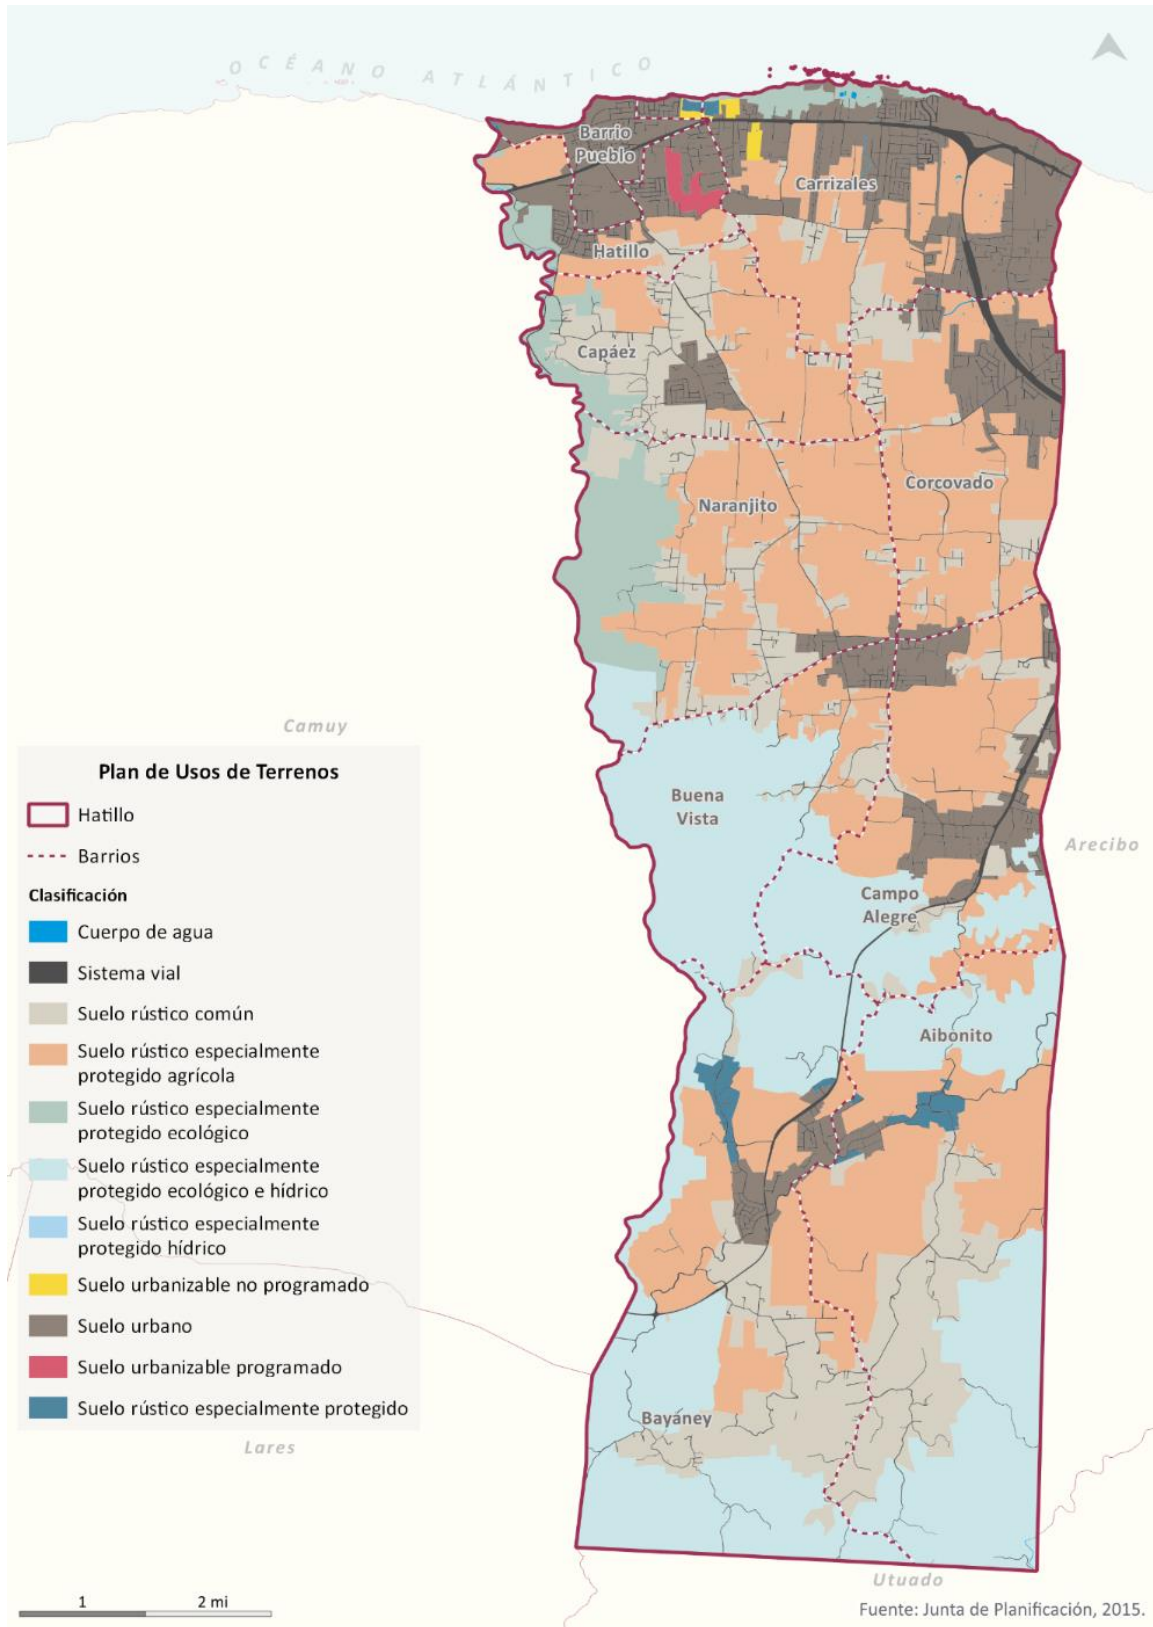 OCÉANO ATLÁNTICO
Barrio
Pueblo
Carrizales
Hatillo
Capáez
Corcovado
Naranjito
Camuy
Plan de Usos de Terrenos
Hatillo
Barrios
Clasificación
Cuerpo de agua
Sistema vial
Suelo rústico común
Suelo rústico especialmente
protegido agrícola
Suelo rústico especialmente
protegido ecológico
Suelo rústico especialmente
protegido ecológico e hídrico
Suelo rústico especialmente
protegido hídrico
Suelo urbanizable no programado
Suelo urbano
Suelo urbanizable programado
Suelo rústico especialmente protegido
Buena
Vista
Arecibo
Campo
Alegre
Aibonito
Bayáney
Lares
Utuado
1 2 mi
Fuente: Junta de Planificación, 2015.